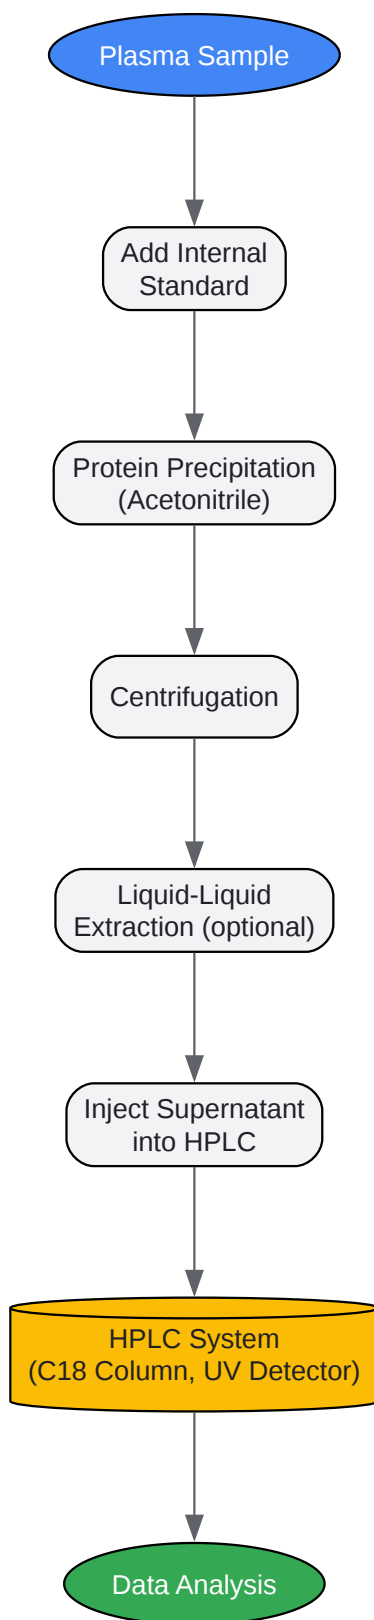 Plasma Sample
Add Internal
Standard
Protein Precipitation
(Acetonitrile)
Centrifugation
Liquid-Liquid
Extraction (optional)
Inject Supernatant
into HPLC
HPLC System
(C18 Column, UV Detector)
Data Analysis